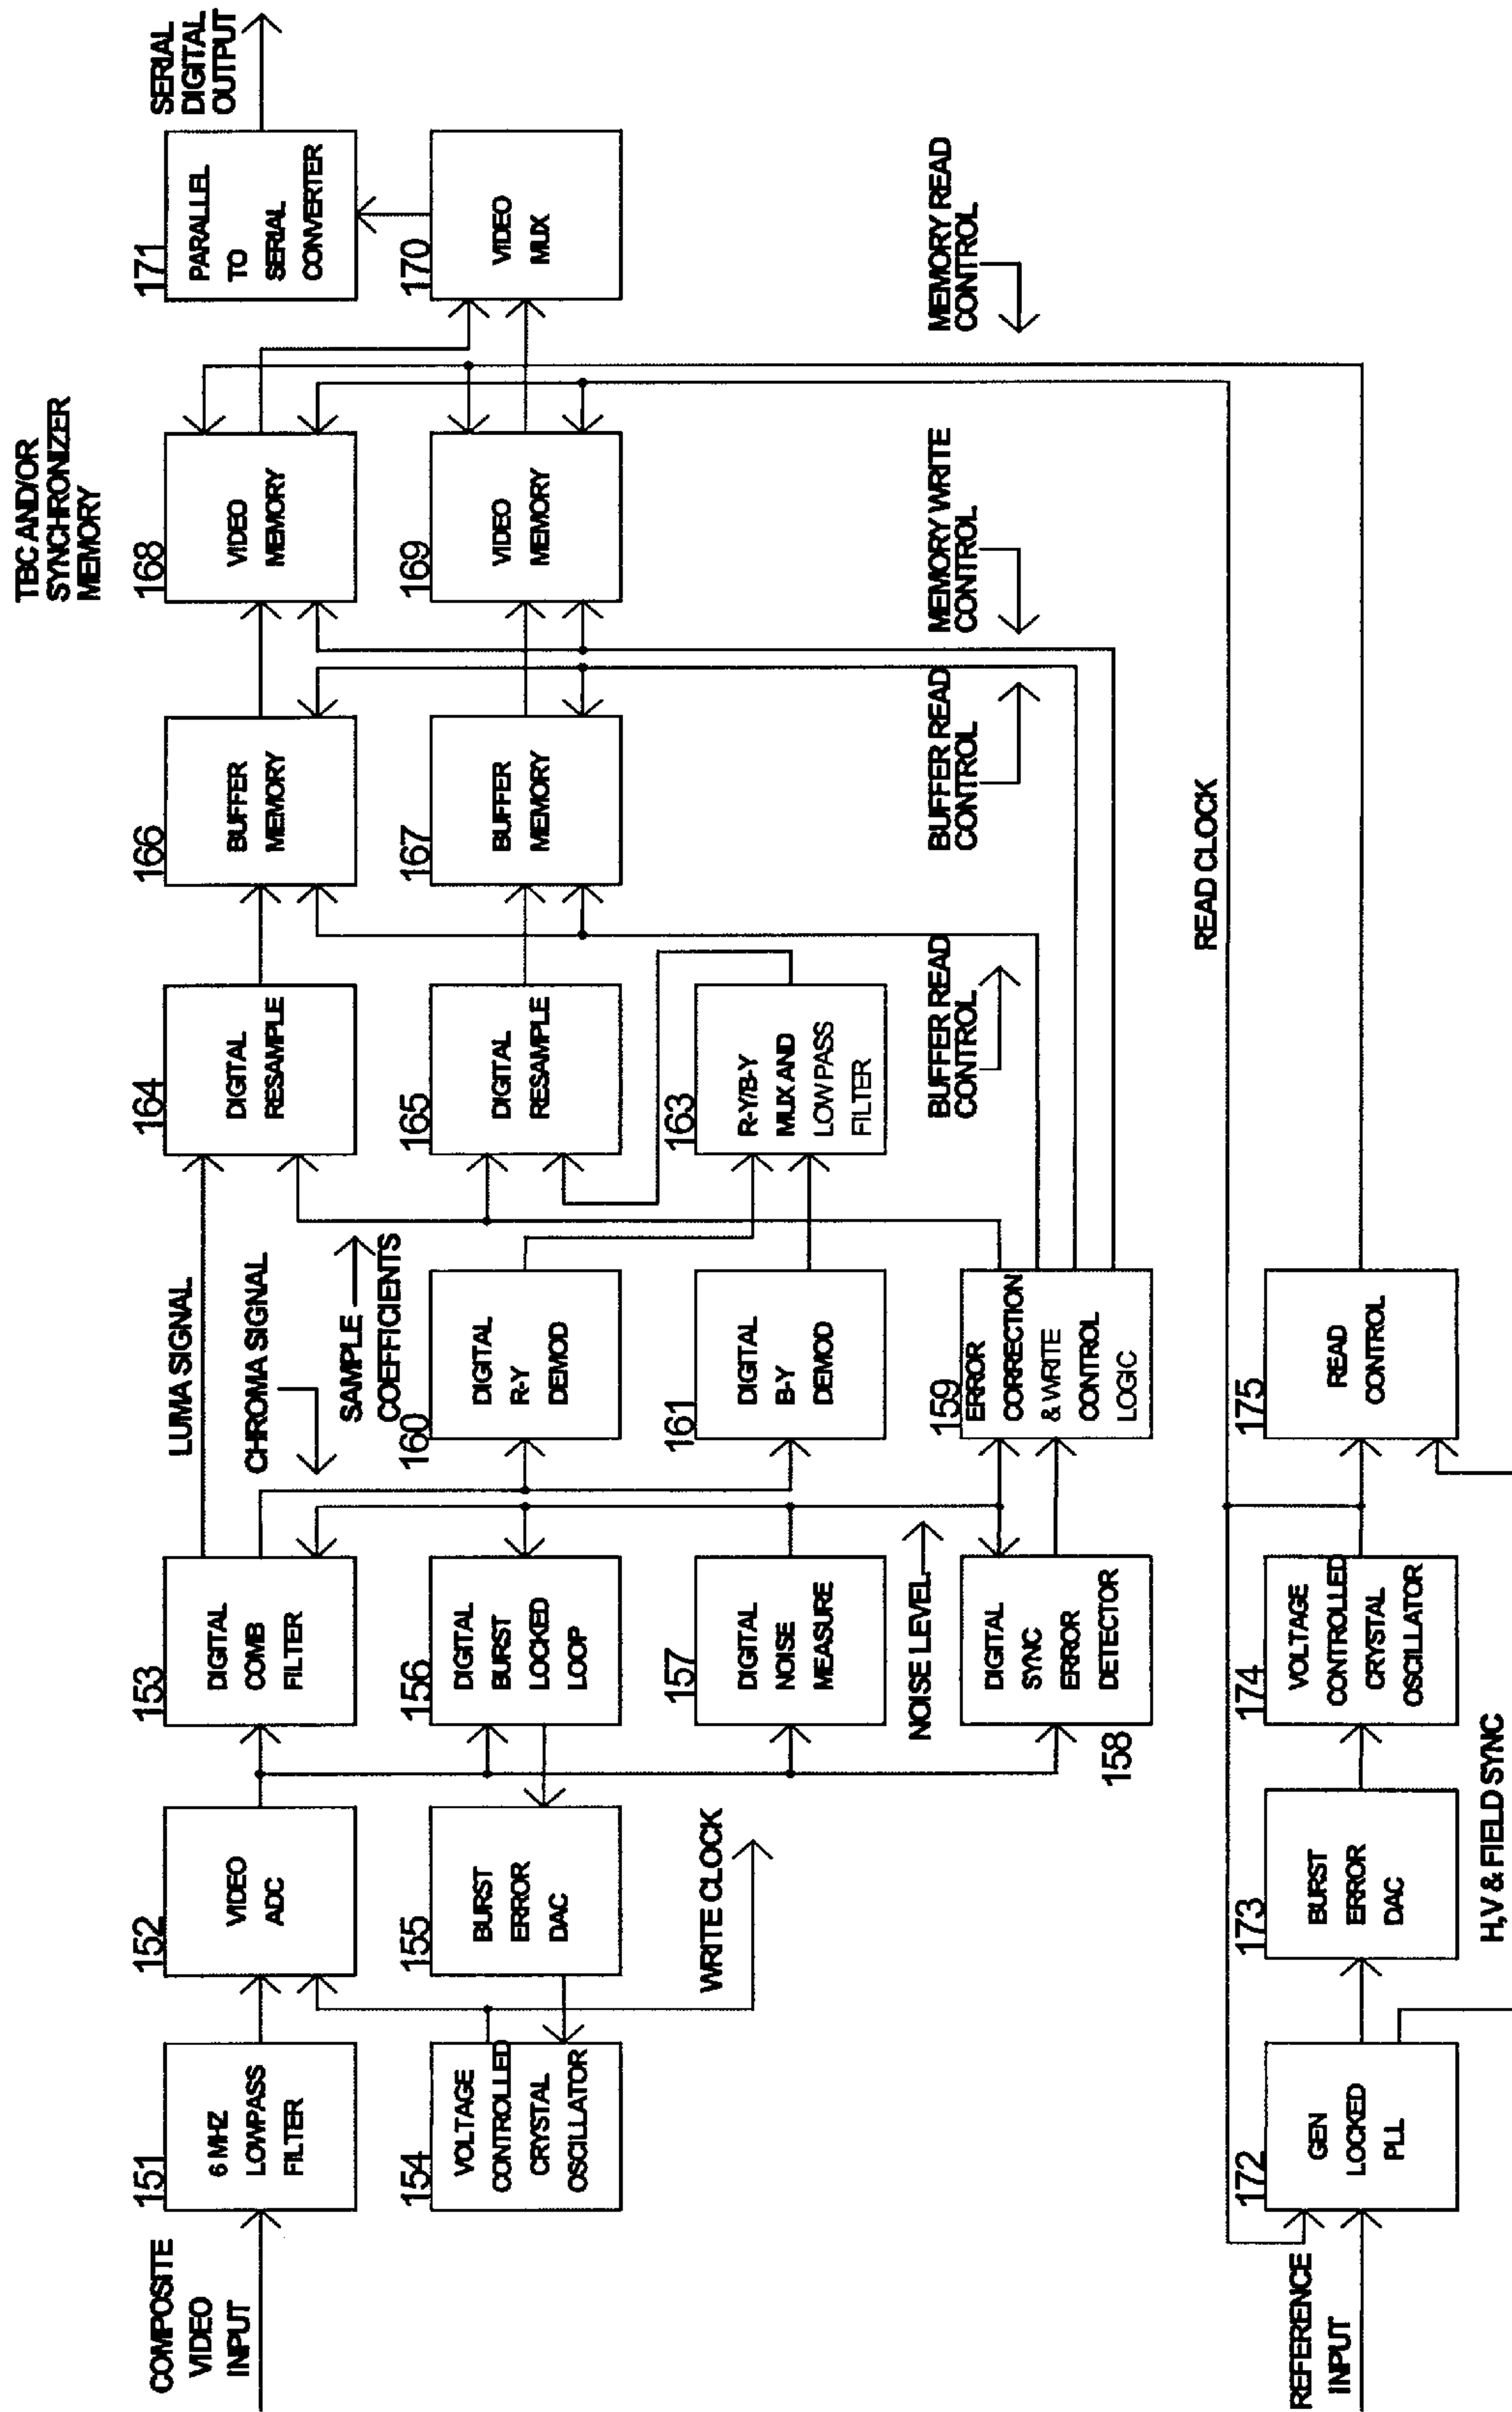 COMPOSITE
VIDEO
INPUT
151
6 MHZ
LOWPASS
FILTER
152
VIDEO
ADC
153
DIGITAL
COMB
FILTER
LUMA SIGNAL
CHROMA SIGNAL
SAMPLE
COEFFICIENTS
164
DIGITAL
RESAMPLE
166
BUFFER
MEMORY
TBC AND/OR
SYNCHRONIZER
MEMORY
168
VIDEO
MEMORY
171
PARALLEL
TO
SERIAL
CONVERTER
SERIAL
DIGITAL
OUTPUT
154
VOLTAGE
CONTROLLED
CRYSTAL
OSCILLATOR
155
BURST
ERROR
DAC
156
DIGITAL
BURST
LOCKED
LOOP
160
DIGITAL
R-Y
DEMOD
165
DIGITAL
RESAMPLE
167
BUFFER
MEMORY
169
VIDEO
MEMORY
170
VIDEO
MUX
WRITE CLOCK
157
DIGITAL
NOISE
MEASURE
161
DIGITAL
B-Y
DEMOD
163
R-Y/B-Y
MUX AND
LOW PASS
FILTER
NOISE LEVEL
158
DIGITAL
SYNC
ERROR
DETECTOR
159
ERROR
CORRECTION
& WRITE
CONTROL
LOGIC
BUFFER READ
CONTROL
BUFFER READ
CONTROL
MEMORY WRITE
CONTROL
MEMORY READ
CONTROL
READ CLOCK
REFERENCE
INPUT
172
GEN
LOCKED
PLL
173
BURST
ERROR
DAC
174
VOLTAGE
CONTROLLED
CRYSTAL
OSCILLATOR
175
READ
CONTROL
H,V & FIELD SYNC